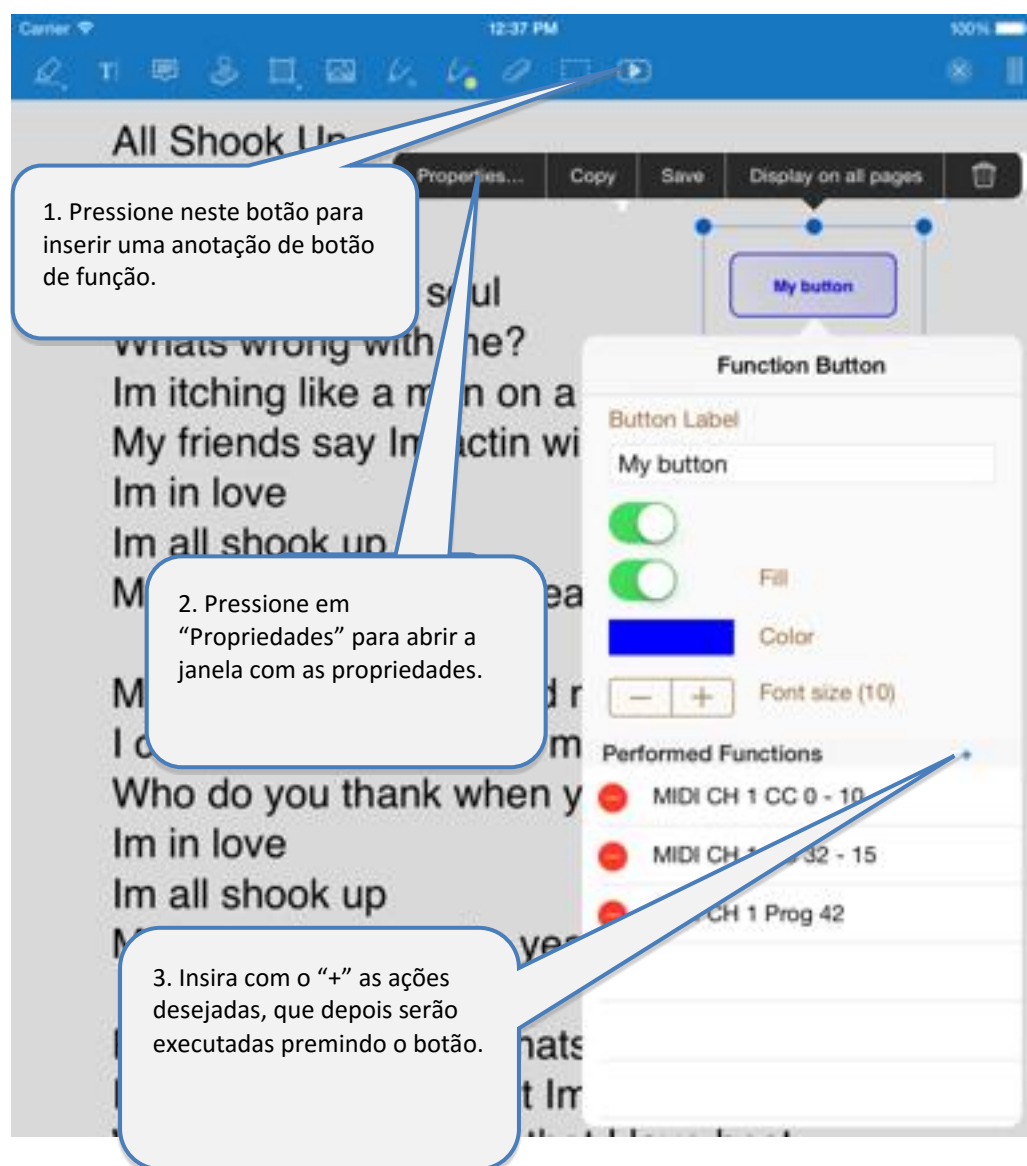 Carrier 12:37 PM 100%
All Shook Up
Properties... Copy Save Display on all pages
1. Pressione neste botão para
inserir uma anotação de botão
de função.
My button
soul
Whats wrong with me?
Im itching like a man on a
My friends say Im actin wi
Im in love
Im all shook up
2. Pressione em
“Propriedades” para abrir a
janela com as propriedades.
Function Button
Button Label
My button
Fill
Color
Font size (10)
Performed Functions +
MIDI CH 1 CC 0 - 10
MIDI CH 1 32 - 15
CH 1 Prog 42
Who do you thank when y
Im in love
Im all shook up
3. Insira com o “+” as ações
desejadas, que depois serão
executadas premindo o botão.